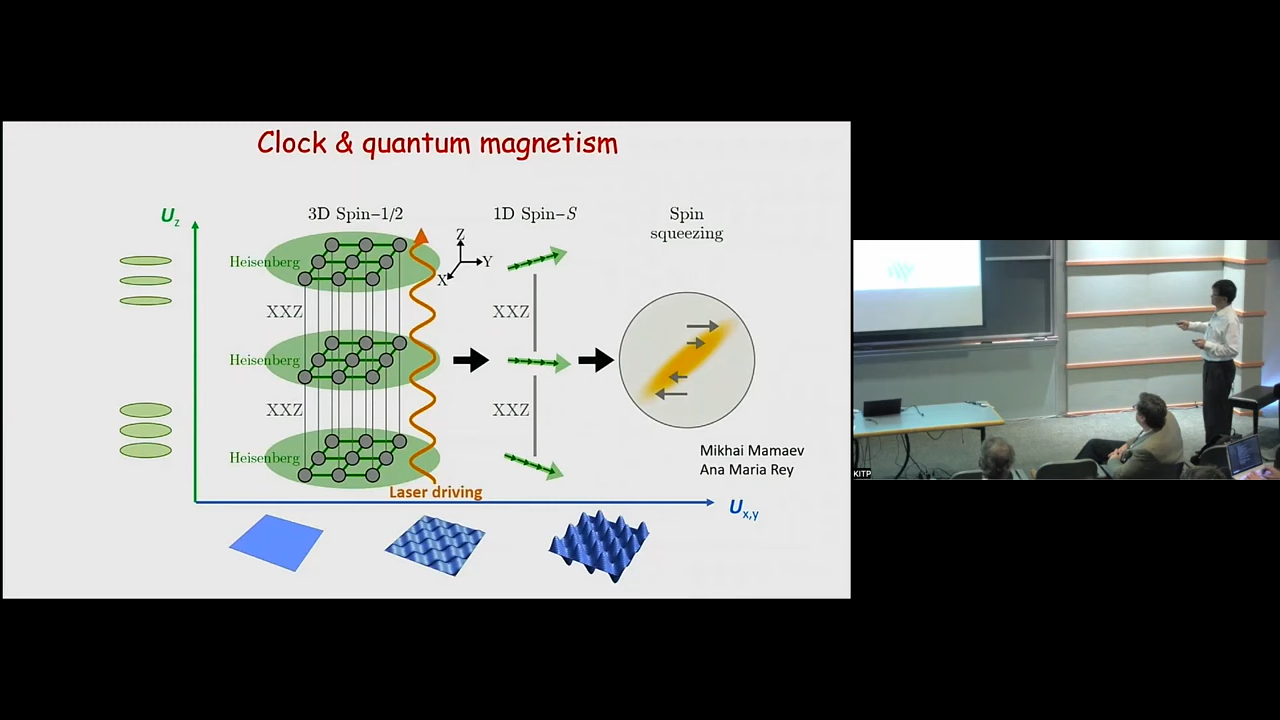 Clock & quantum magnetism
Uz
3D Spin−1/2
1D Spin−S
Spin
squeezing
Z
Y
X
Heisenberg
XXZ
XXZ
Heisenberg
XXZ
XXZ
Heisenberg
Mikhai Mamaev
Ana Maria Rey
Laser driving
Ux,y
KITP